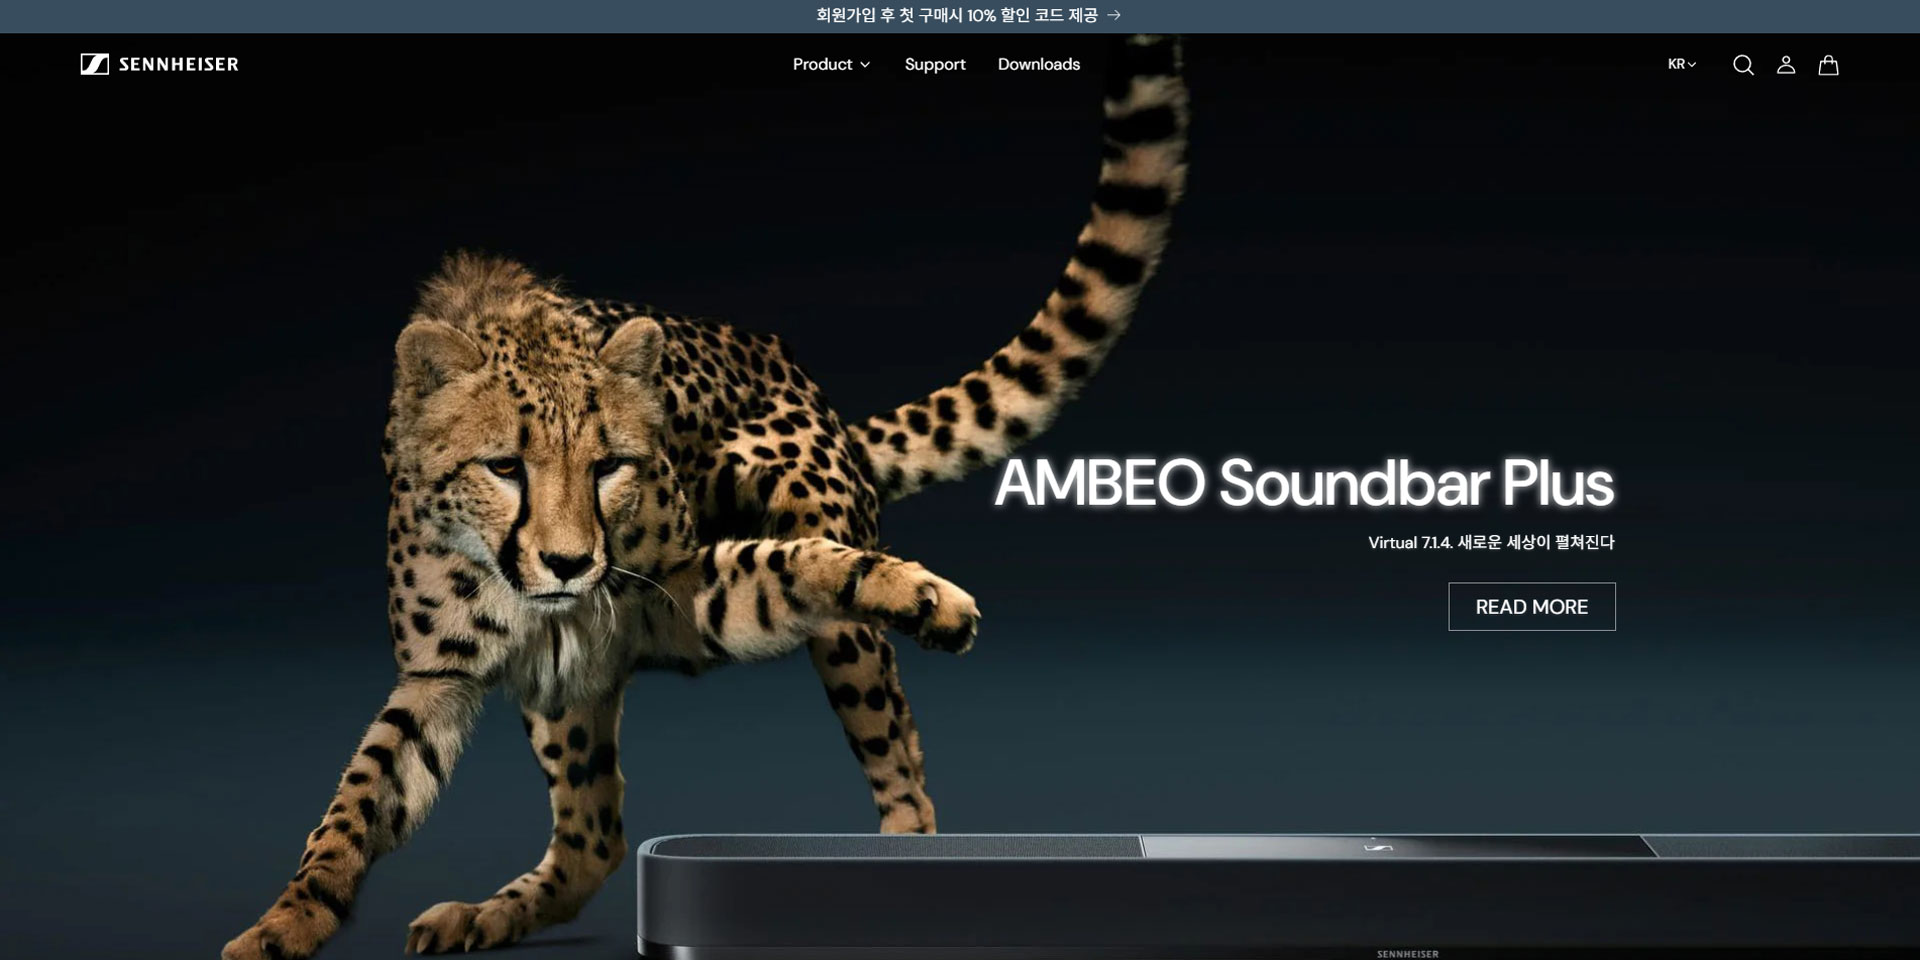 회원가입 후 첫 구매시 10% 할인 코드 제공 →
SENNHEISER
Product
Support
Downloads
KR
AMBEO Soundbar Plus
Virtual 7.1.4. 새로운 세상이 펼쳐진다
READ MORE
SENNHEISER